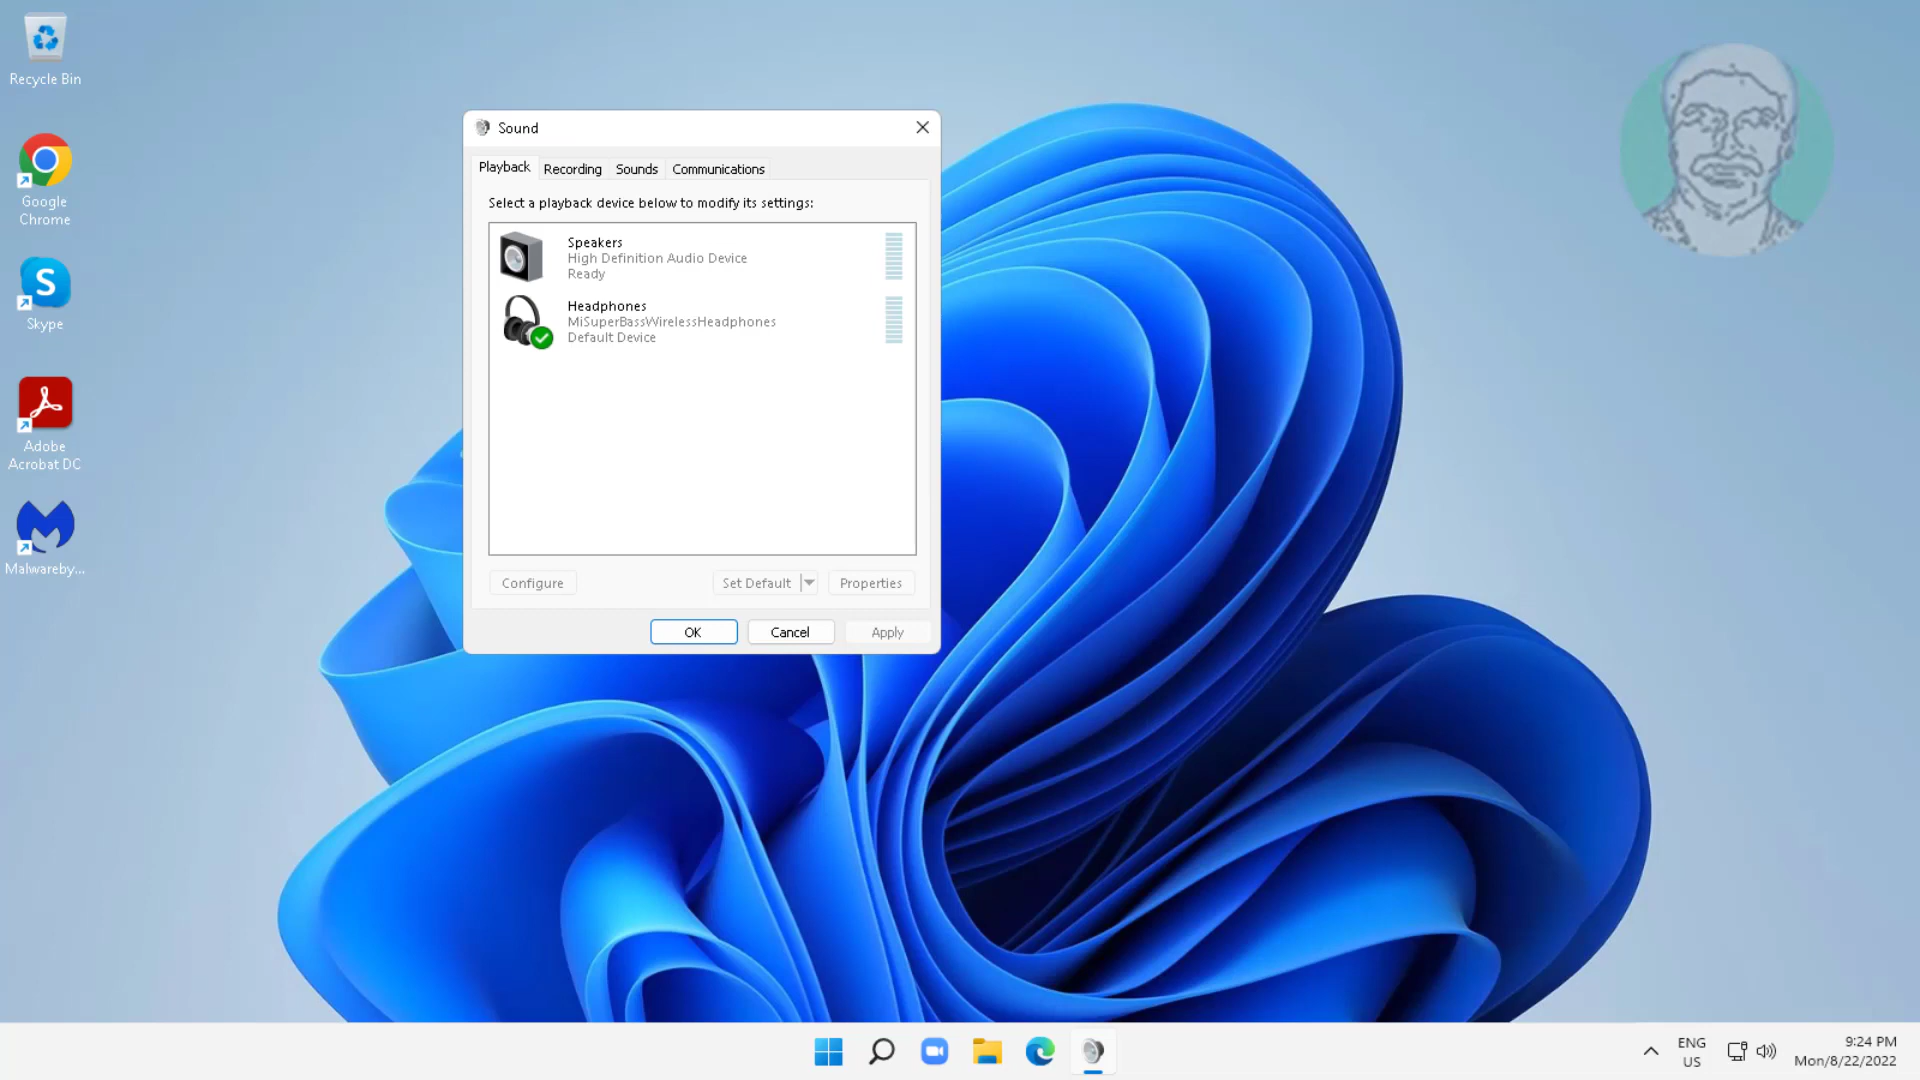 Recycle Bin
Google
Chrome
Skype
Adobe
Acrobat DC
Malwareby...
Sound
Playback
Recording
Sounds
Communications
Select a playback device below to modify its settings:
Speakers
High Definition Audio Device
Ready
Headphones
MiSuperBassWirelessHeadphones
Default Device
Configure
Set Default
Properties
OK
Cancel
Apply
ENG
US
9:24 PM
Mon/8/22/2022